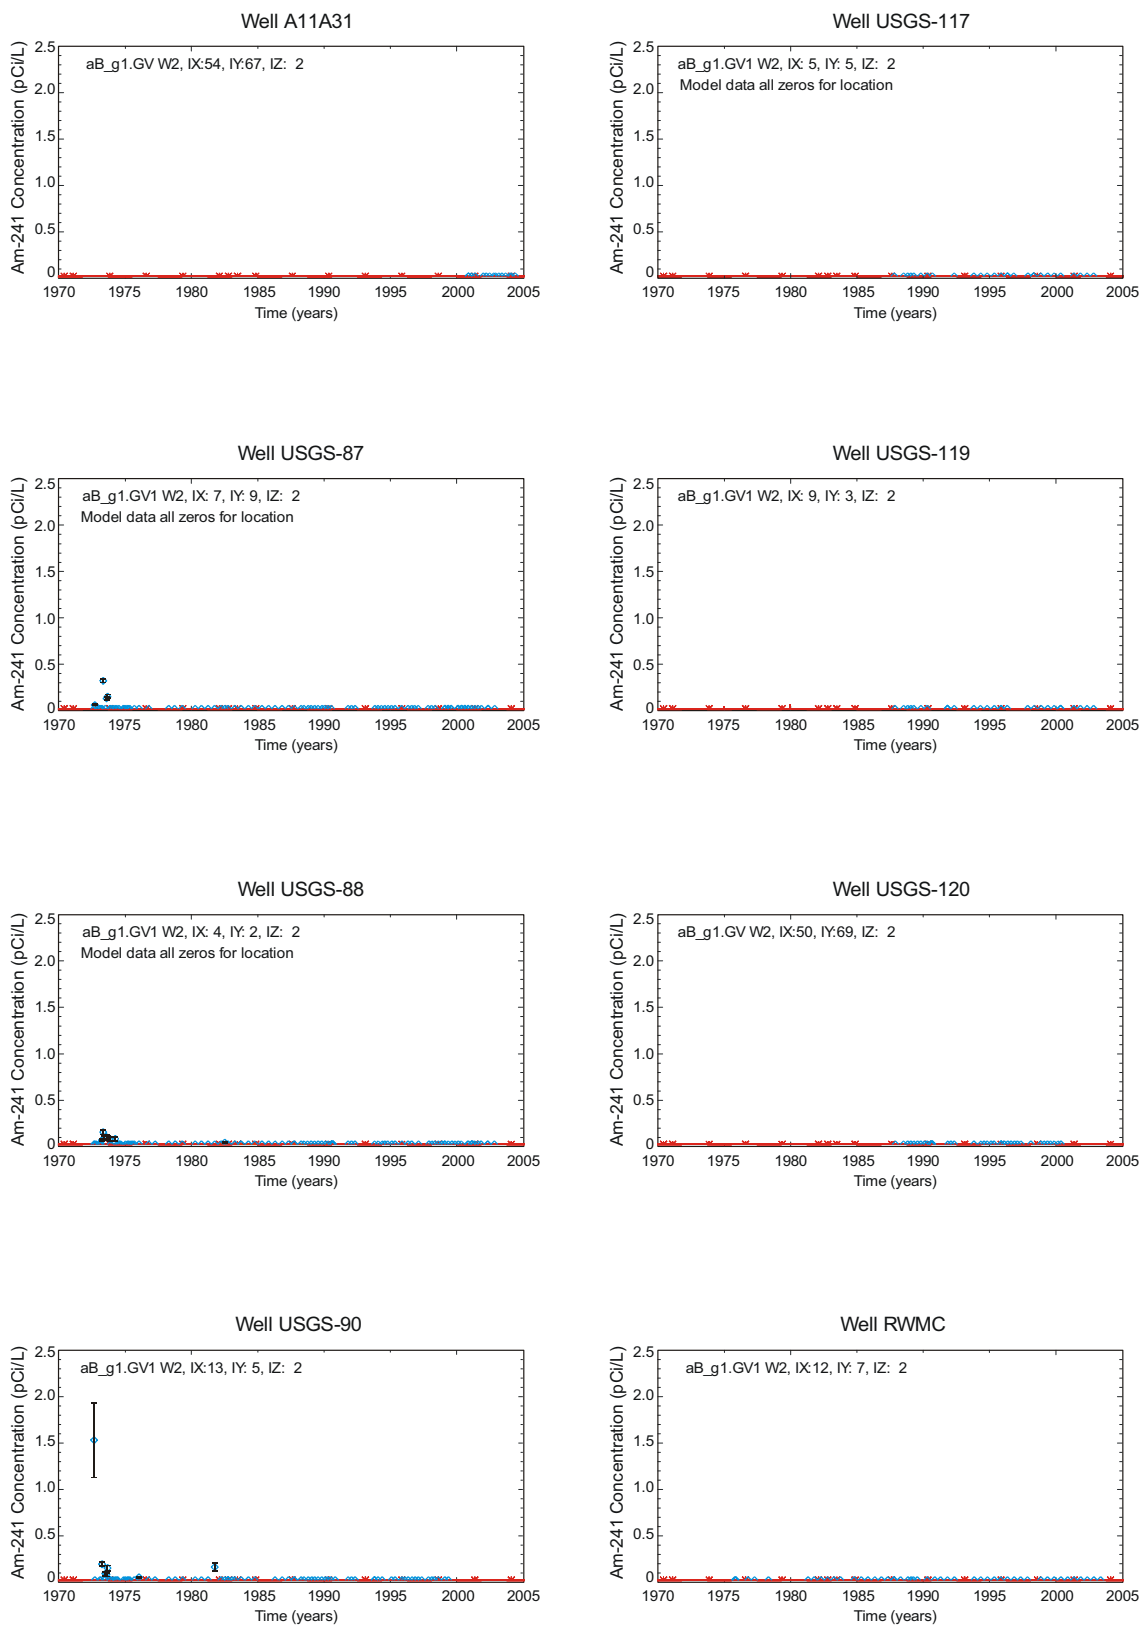 Well A11A31
Am-241 Concentration (pCi/L)
2.5
2.0
1.5
1.0
0.5
0
aB_g1.GV W2, IX:54, IY:67, IZ: 2
1970 1975 1980 1985 1990 1995 2000 2005
Time (years)
Well USGS-117
Am-241 Concentration (pCi/L)
2.5
2.0
1.5
1.0
0.5
0
aB_g1.GV1 W2, IX: 5, IY: 5, IZ: 2
Model data all zeros for location
1970 1975 1980 1985 1990 1995 2000 2005
Time (years)
Well USGS-87
Am-241 Concentration (pCi/L)
2.5
2.0
1.5
1.0
0.5
0
aB_g1.GV1 W2, IX: 7, IY: 9, IZ: 2
Model data all zeros for location
1970 1975 1980 1985 1990 1995 2000 2005
Time (years)
Well USGS-119
Am-241 Concentration (pCi/L)
2.5
2.0
1.5
1.0
0.5
0
aB_g1.GV1 W2, IX: 9, IY: 3, IZ: 2
1970 1975 1980 1985 1990 1995 2000 2005
Time (years)
Well USGS-88
Am-241 Concentration (pCi/L)
2.5
2.0
1.5
1.0
0.5
0
aB_g1.GV1 W2, IX: 4, IY: 2, IZ: 2
Model data all zeros for location
1970 1975 1980 1985 1990 1995 2000 2005
Time (years)
Well USGS-120
Am-241 Concentration (pCi/L)
2.5
2.0
1.5
1.0
0.5
0
aB_g1.GV W2, IX:50, IY:69, IZ: 2
1970 1975 1980 1985 1990 1995 2000 2005
Time (years)
Well USGS-90
Am-241 Concentration (pCi/L)
2.5
2.0
1.5
1.0
0.5
0
aB_g1.GV1 W2, IX:13, IY: 5, IZ: 2
1970 1975 1980 1985 1990 1995 2000 2005
Time (years)
Well RWMC
Am-241 Concentration (pCi/L)
2.5
2.0
1.5
1.0
0.5
0
aB_g1.GV1 W2, IX:12, IY: 7, IZ: 2
1970 1975 1980 1985 1990 1995 2000 2005
Time (years)